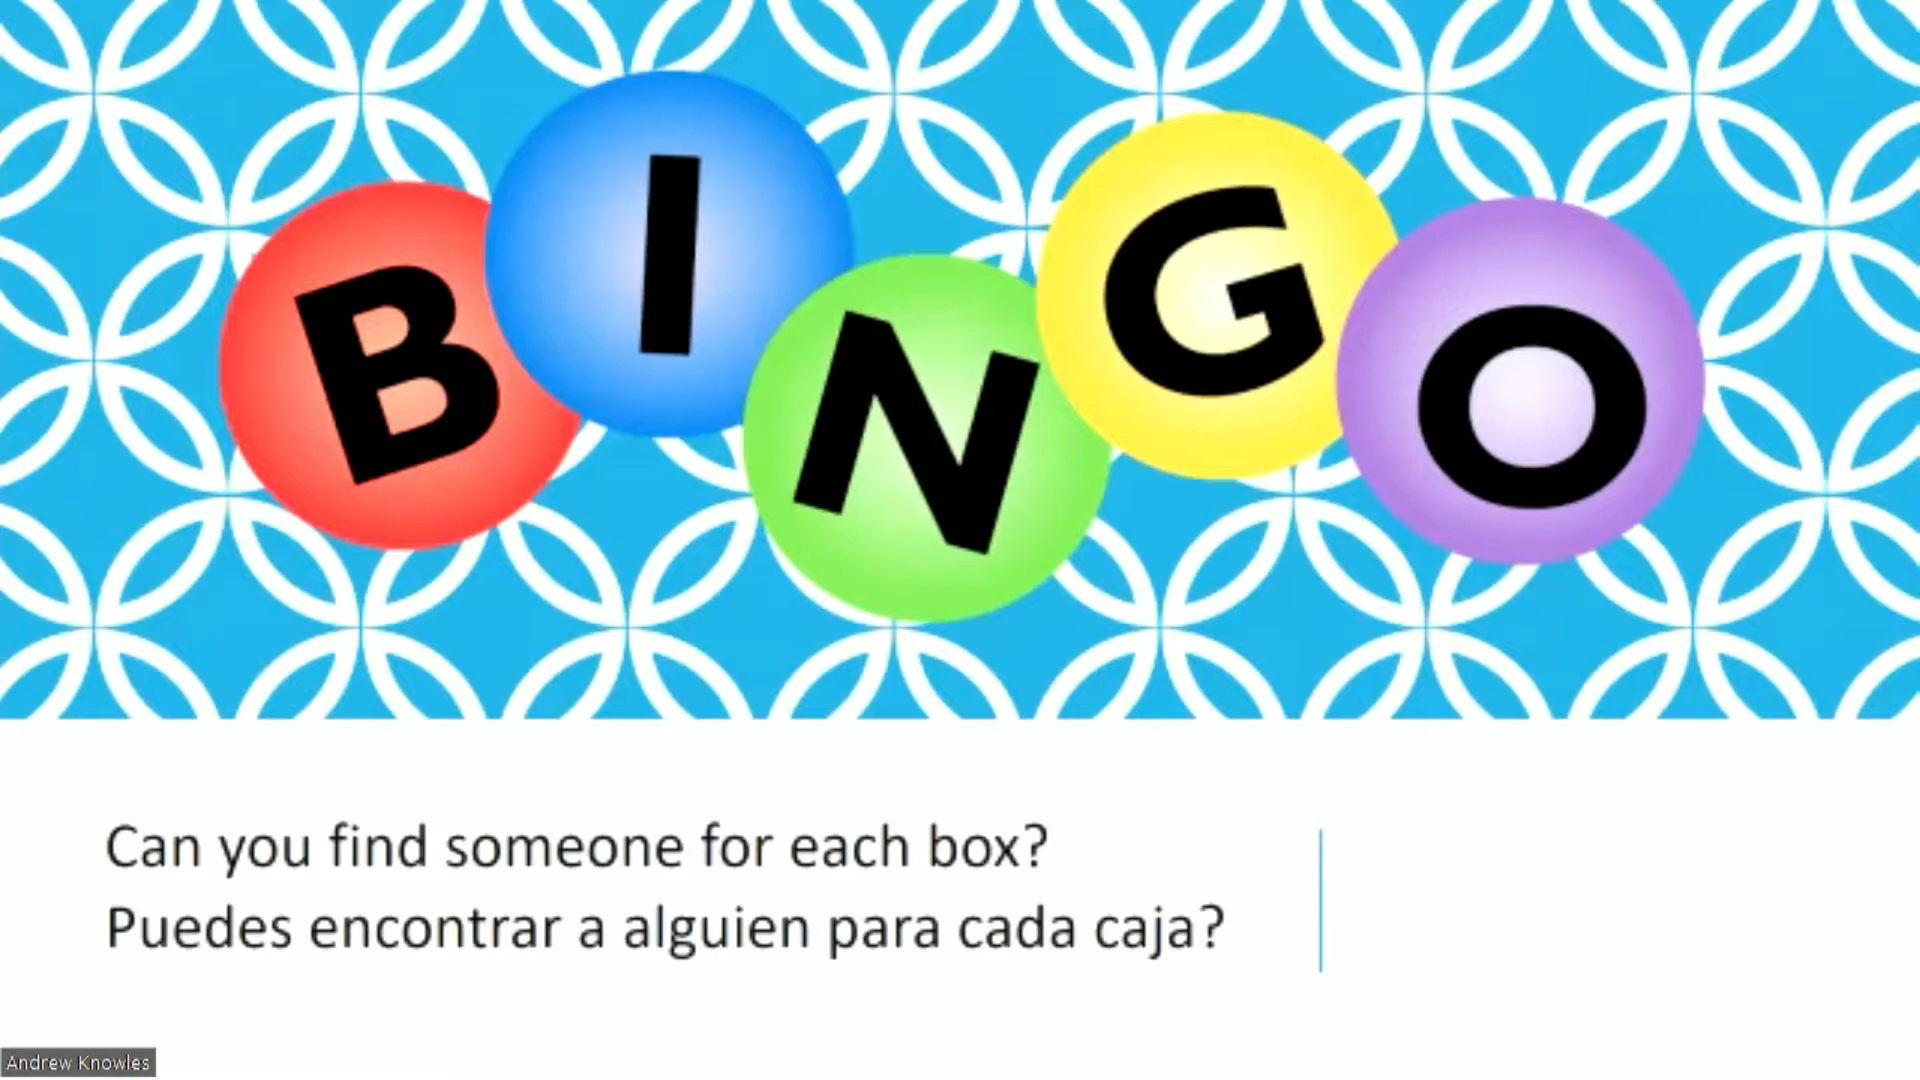 BINGO
Can you find someone for each box?
Puedes encontrar a alguien para cada caja?
Andrew Knowles